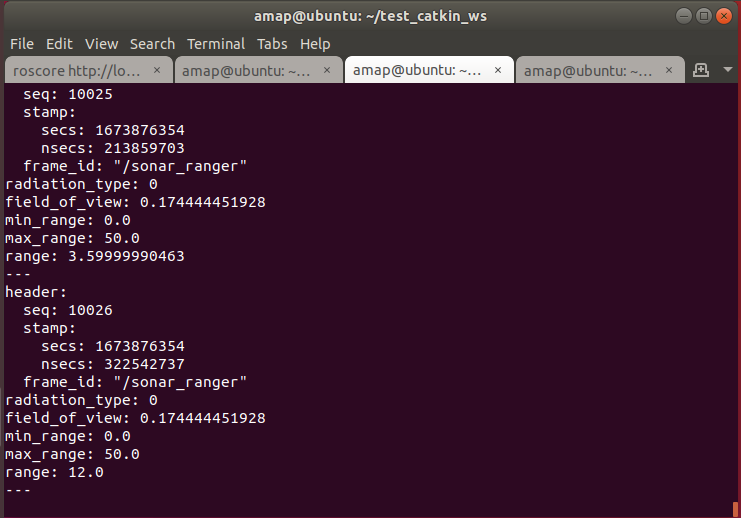 amap@ubuntu: ~/test_catkin_ws
File Edit View Search Terminal Tabs Help
roscore http://lo... × amap@ubuntu: ~... × amap@ubuntu: ~... × amap@ubuntu: ~... ×
  seq: 10025
  stamp:
    secs: 1673876354
    nsecs: 213859703
  frame_id: "/sonar_ranger"
radiation_type: 0
field_of_view: 0.174444451928
min_range: 0.0
max_range: 50.0
range: 3.59999990463
---
header:
  seq: 10026
  stamp:
    secs: 1673876354
    nsecs: 322542737
  frame_id: "/sonar_ranger"
radiation_type: 0
field_of_view: 0.174444451928
min_range: 0.0
max_range: 50.0
range: 12.0
---